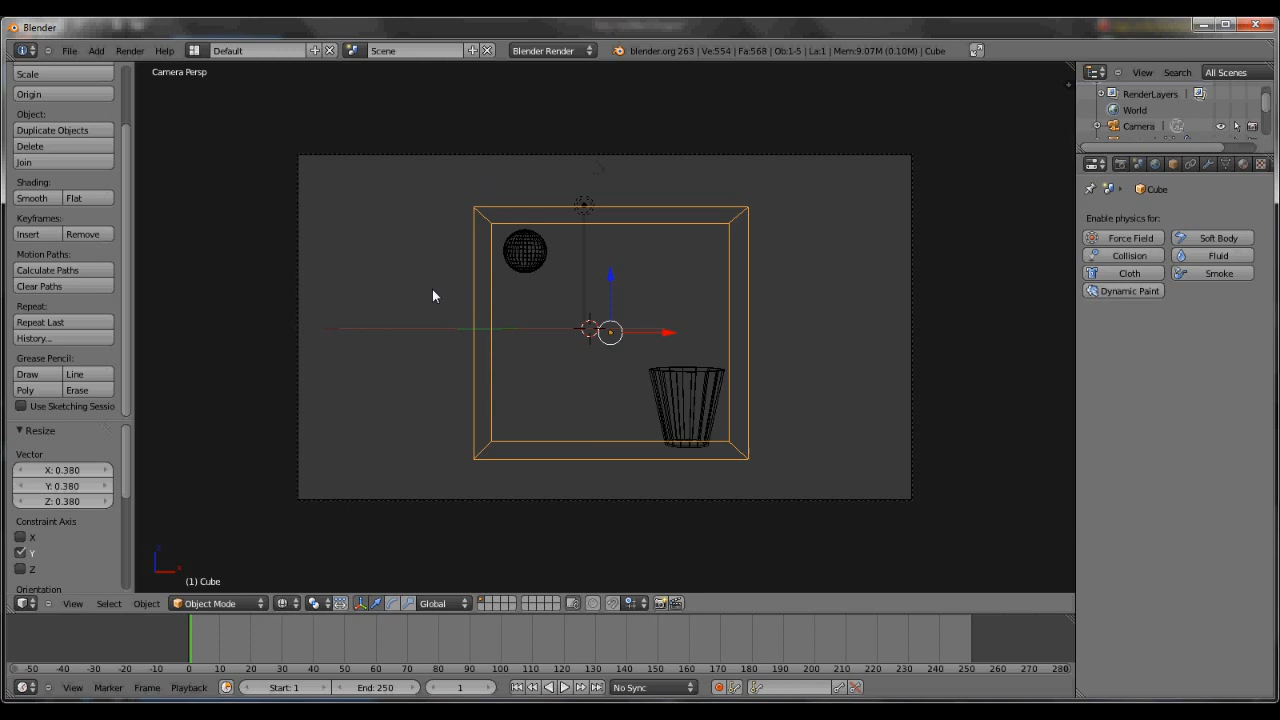 Blender
File Add Render Help Default Scene Blender Render blender.org 263 | Ve:554 | Fa:568 | Ob:1-5 | La:1 | Mem:9.07M (0.10M) | Cube
Scale
Origin
Object:
Duplicate Objects
Delete
Join
Shading:
Smooth Flat
Keyframes:
Insert Remove
Motion Paths:
Calculate Paths
Clear Paths
Repeat:
Repeat Last
History...
Grease Pencil:
Draw Line
Poly Erase
Use Sketching Sessio
Resize
Vector
X: 0.380
Y: 0.380
Z: 0.380
Constraint Axis
X
Y
Z
Orientation
Camera Persp
(1) Cube
View Select Object Object Mode Global
View Search All Scenes
RenderLayers
World
Camera
Cube
Enable physics for:
Force Field Soft Body
Collision Fluid
Cloth Smoke
Dynamic Paint
-50 -40 -30 -20 -10 0 10 20 30 40 50 60 70 80 90 100 110 120 130 140 150 160 170 180 190 200 210 220 230 240 250 260 270 280
View Marker Frame Playback Start: 1 End: 250 1 No Sync